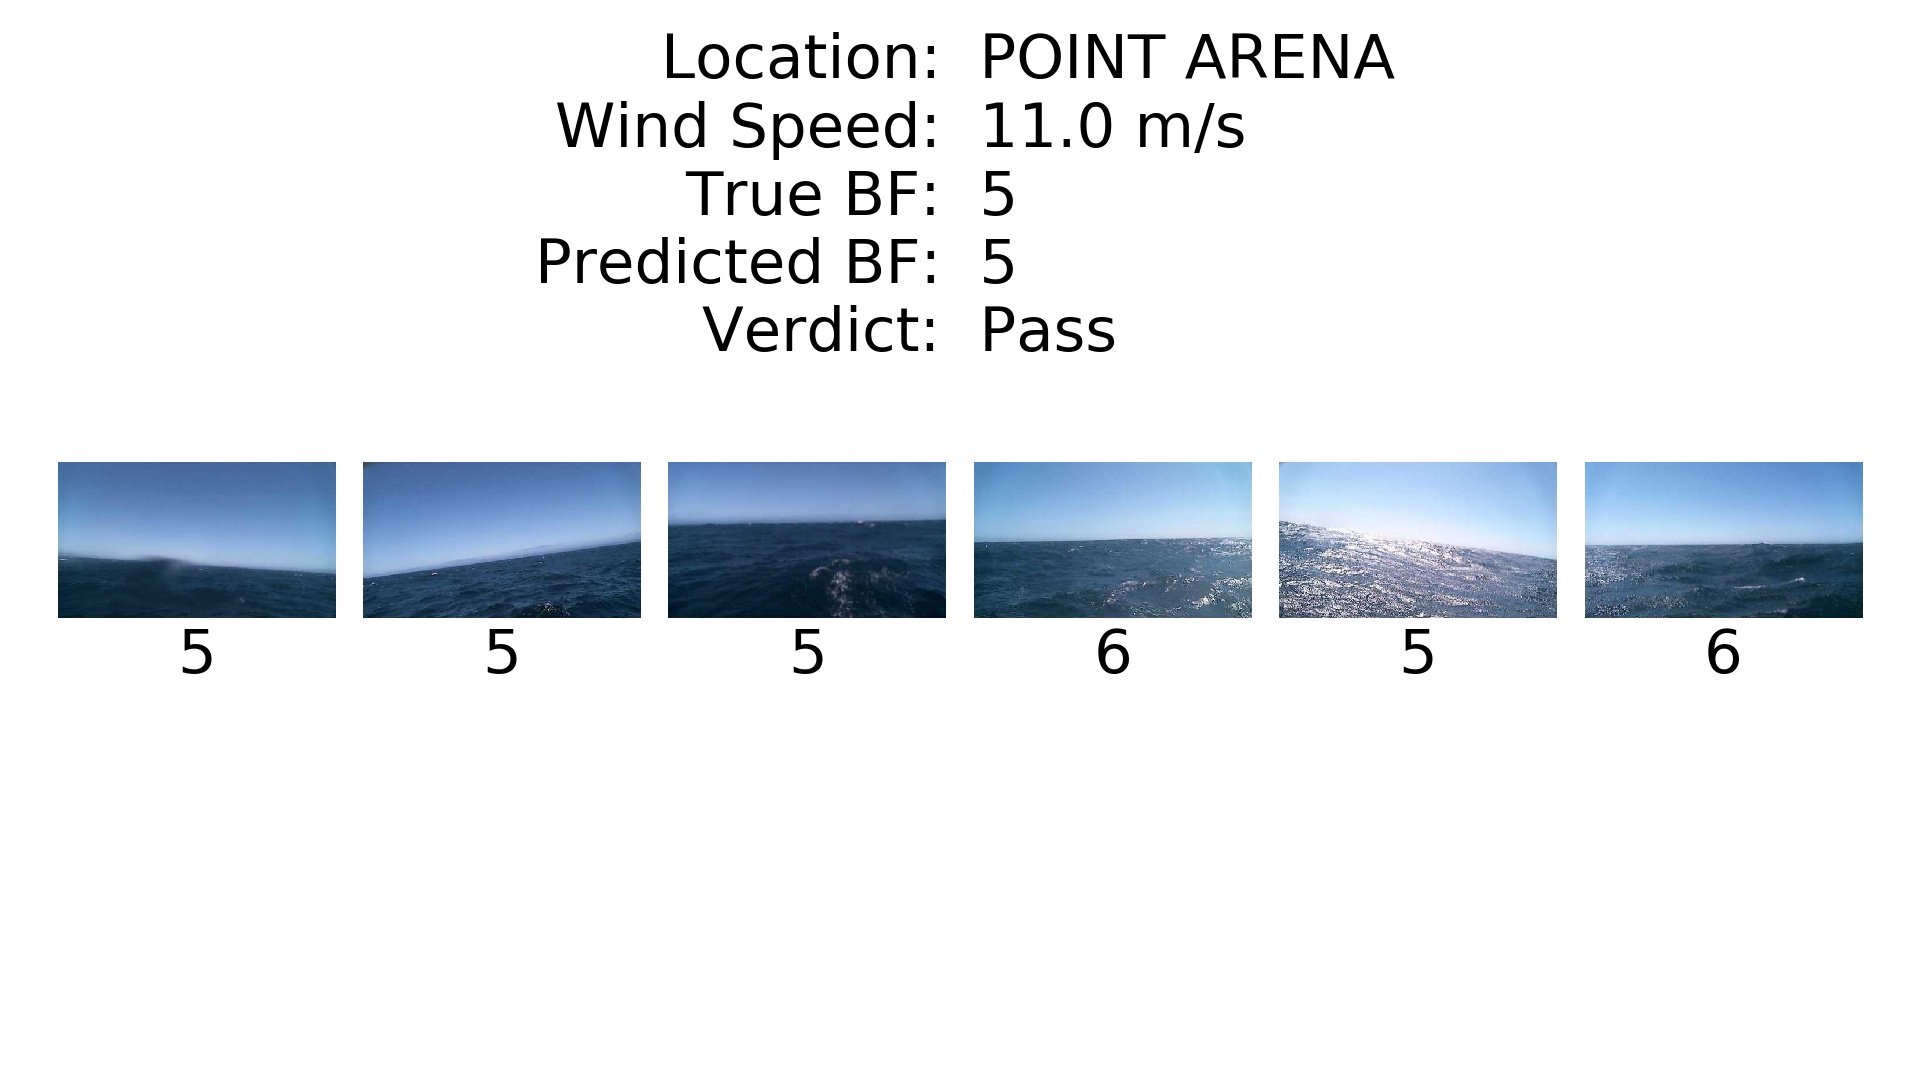 Location: POINT ARENA
Wind Speed: 11.0 m/s
True BF: 5
Predicted BF: 5
Verdict: Pass
5 5 5 6 5 6